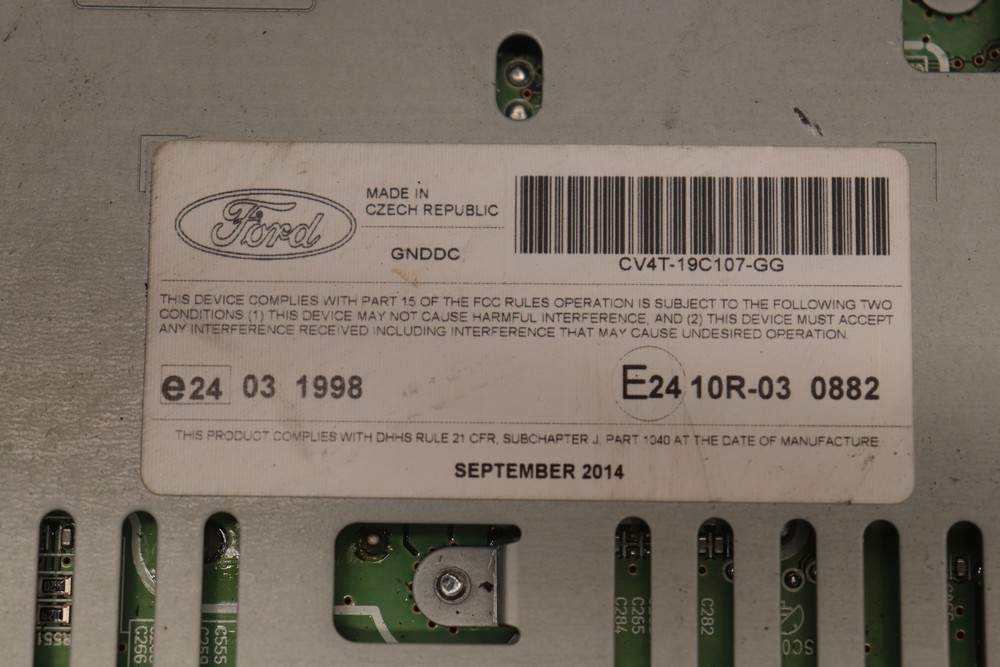 Ford
MADE IN
CZECH REPUBLIC
GNDDC
CV4T-19C107-GG
THIS DEVICE COMPLIES WITH PART 15 OF THE FCC RULES OPERATION IS SUBJECT TO THE FOLLOWING TWO
CONDITIONS (1) THIS DEVICE MAY NOT CAUSE HARMFUL INTERFERENCE, AND (2) THIS DEVICE MUST ACCEPT
ANY INTERFERENCE RECEIVED INCLUDING INTERFERENCE THAT MAY CAUSE UNDESIRED OPERATION.
e24 03 1998
E24 10R-03 0882
THIS PRODUCT COMPLIES WITH DHHS RULE 21 CFR, SUBCHAPTER J, PART 1040 AT THE DATE OF MANUFACTURE
SEPTEMBER 2014
R551
C266
C555
C284
C265
C282